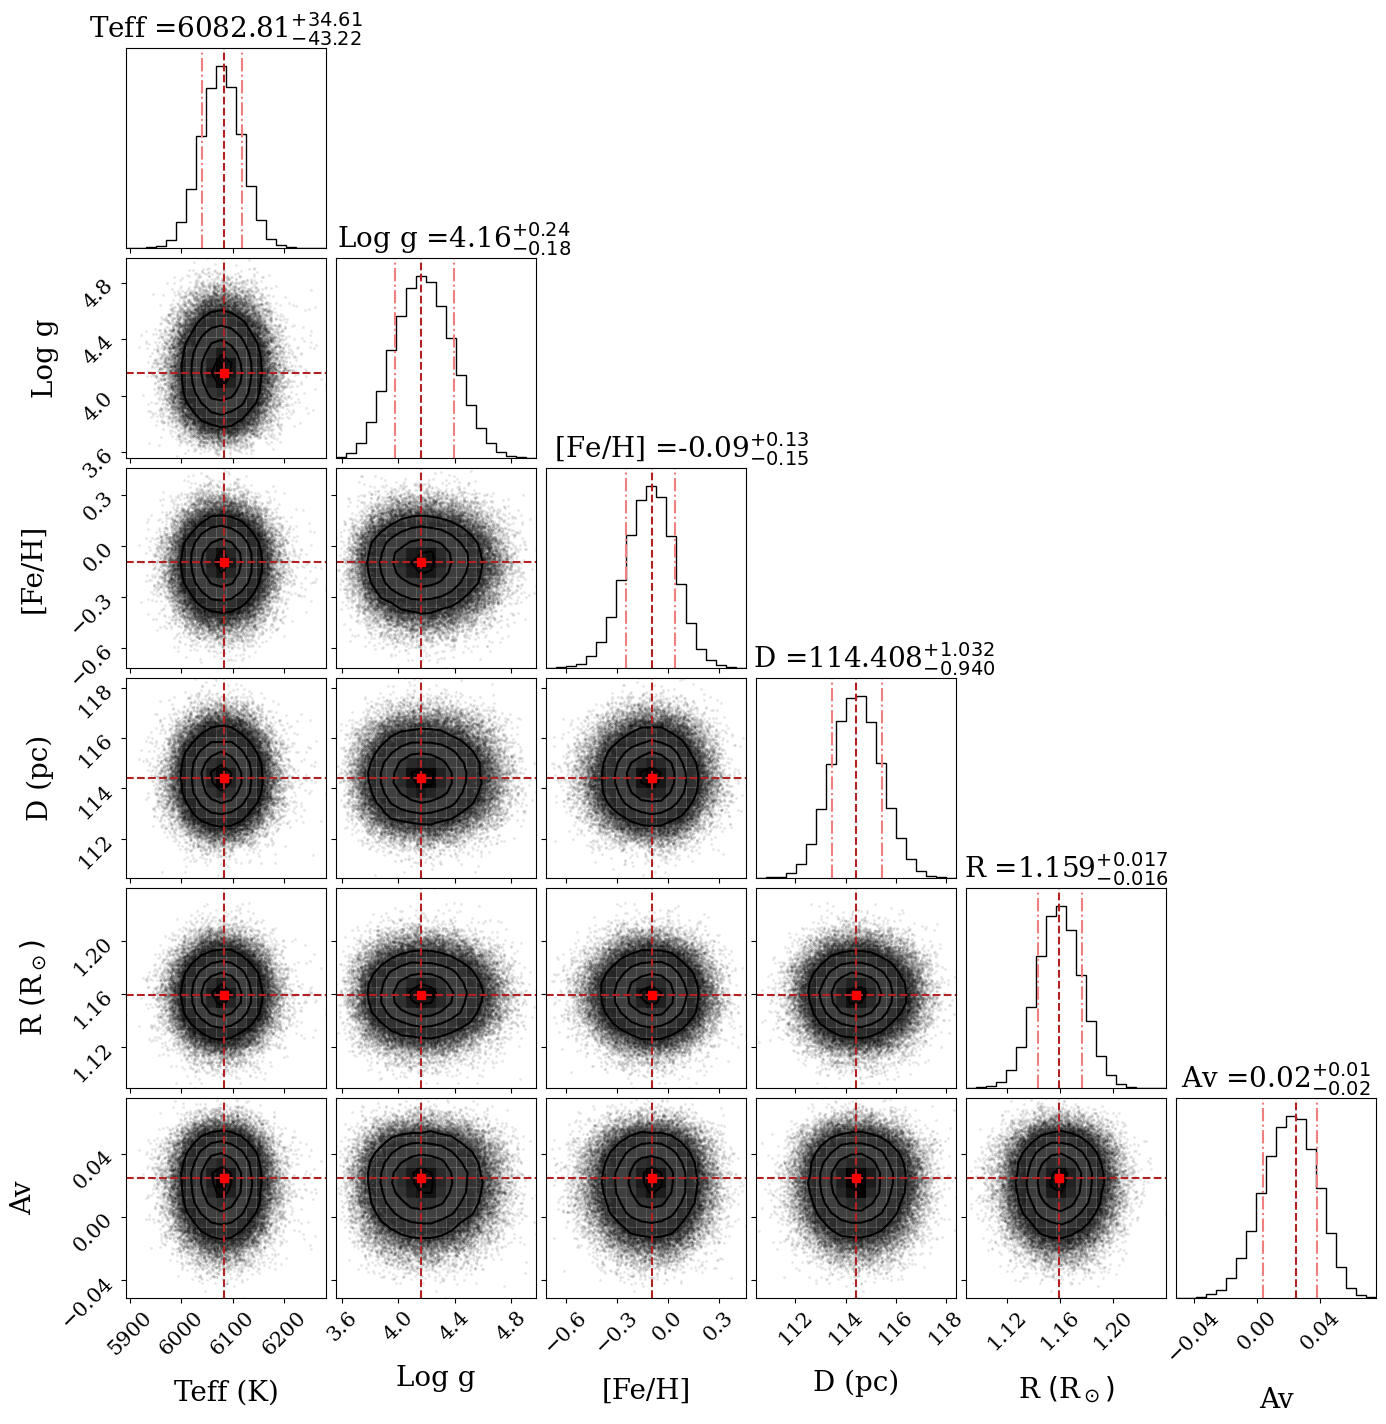 Teff =6082.81+34.61 −43.22
Log g =4.16+0.24 −0.18
4.8
4.4
4.0
3.6
Log g
[Fe/H] =-0.09+0.13 −0.15
0.3
0.0
−0.3
−0.6
[Fe/H]
D =114.408+1.032 −0.940
118
116
114
112
D (pc)
R =1.159+0.017 −0.016
1.20
1.16
1.12
R (R⊙)
Av =0.02+0.01 −0.02
0.04
0.00
−0.04
Av
5900 6000 6100 6200 3.6 4.0 4.4 4.8 −0.6 −0.3 0.0 0.3 112 114 116 118 1.12 1.16 1.20 −0.04 0.00 0.04
Teff (K) Log g [Fe/H] D (pc) R (R⊙) Av